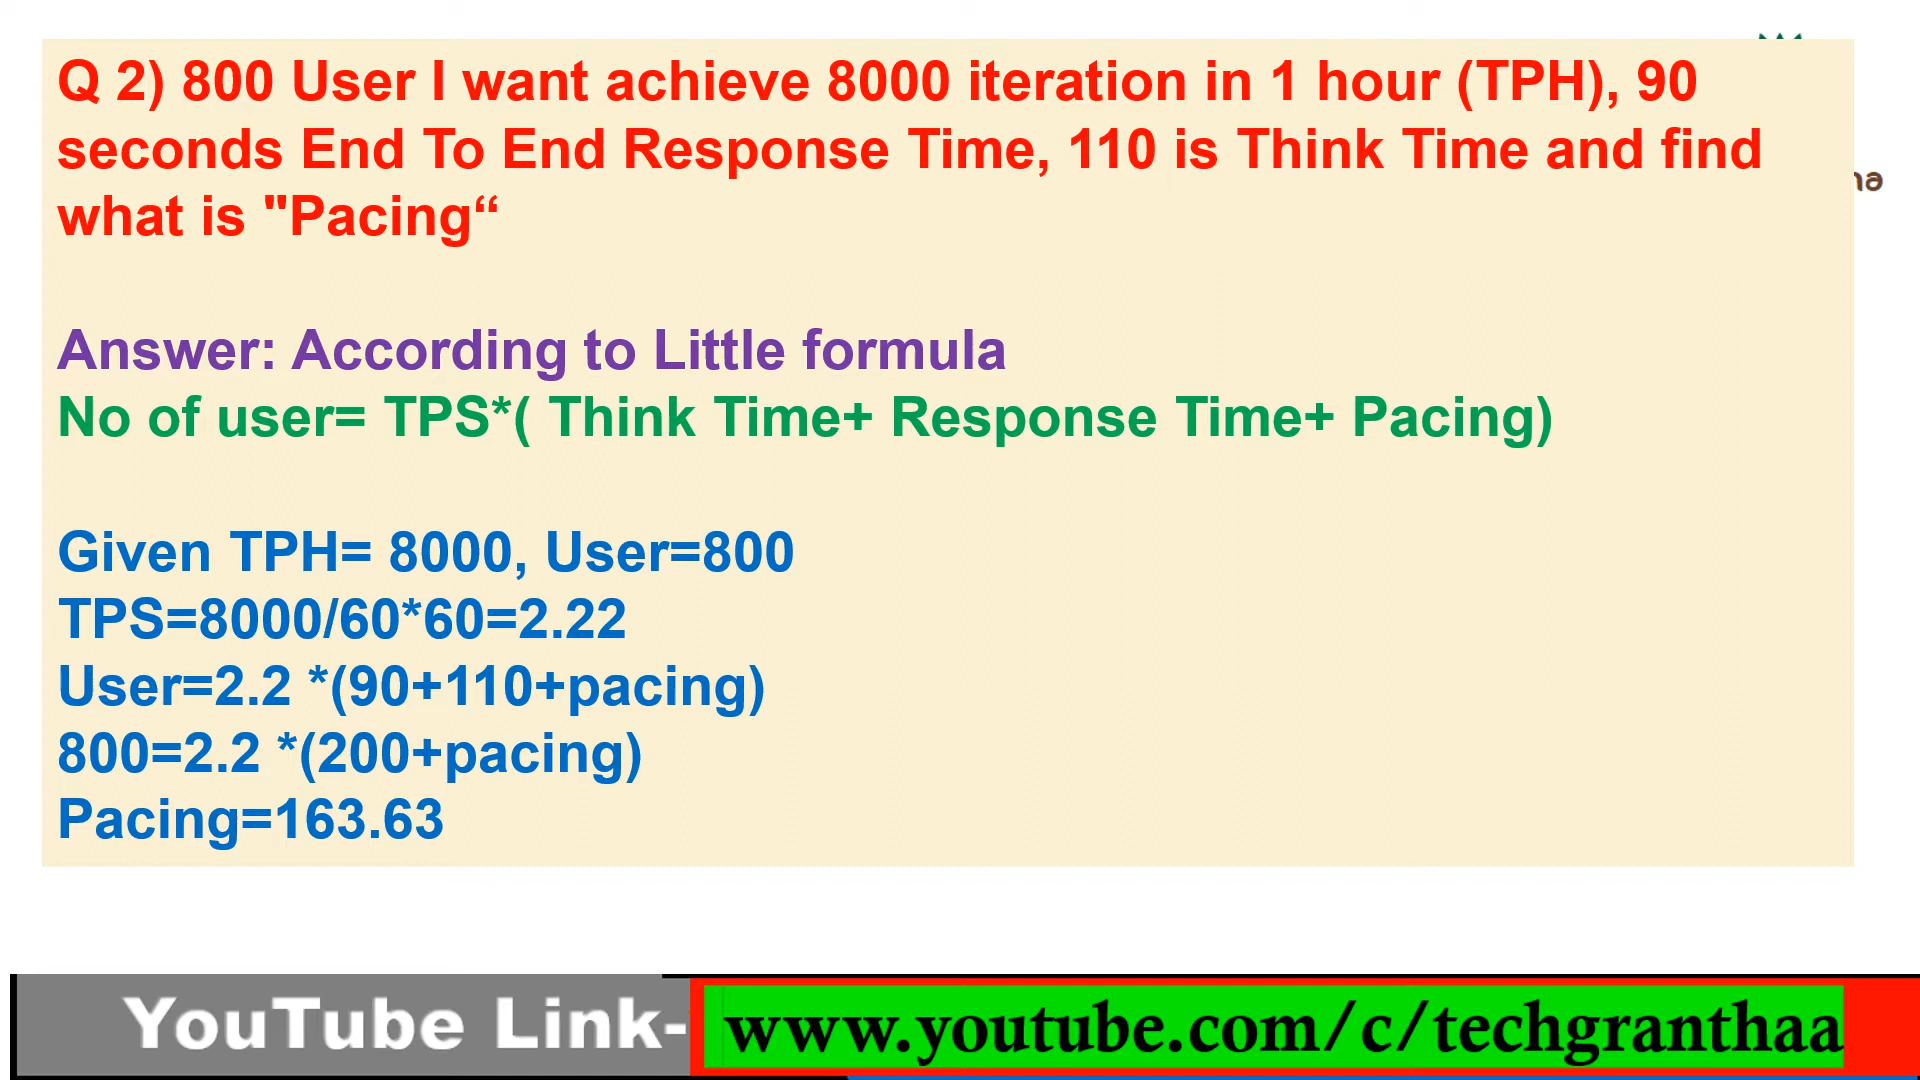 Q 2) 800 User I want achieve 8000 iteration in 1 hour (TPH), 90
seconds End To End Response Time, 110 is Think Time and find
what is "Pacing“
Answer: According to Little formula
No of user= TPS*( Think Time+ Response Time+ Pacing)
Given TPH= 8000, User=800
TPS=8000/60*60=2.22
User=2.2 *(90+110+pacing)
800=2.2 *(200+pacing)
Pacing=163.63
YouTube Link- www.youtube.com/c/techgranthaa